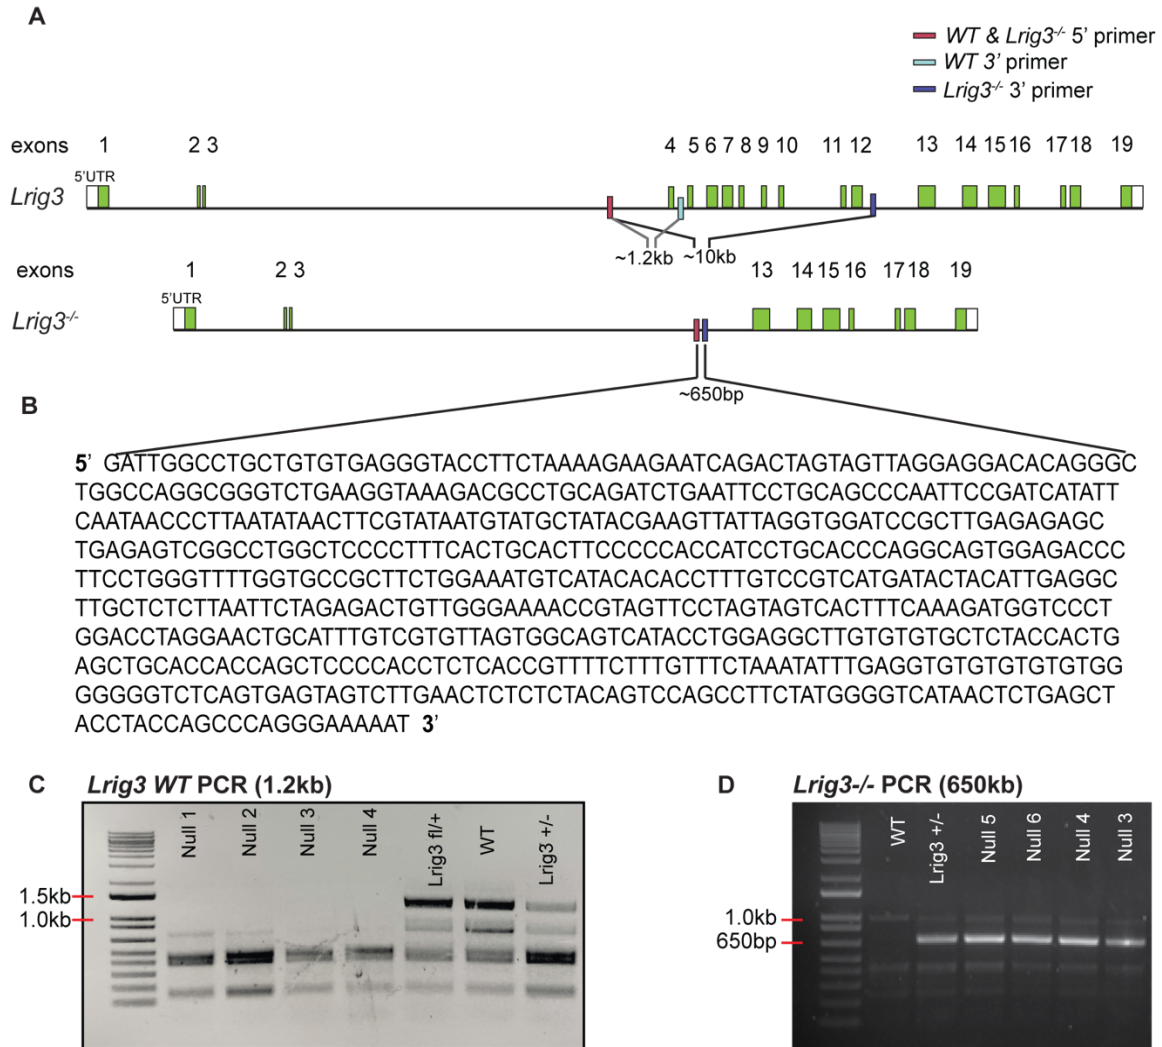 A
WT & Lrig3-/- 5’ primer
WT 3’ primer
Lrig3-/- 3’ primer
exons 1 2 3 4 5 6 7 8 9 10 11 12 13 14 15 16 17 18 19
5’UTR
Lrig3
~1.2kb ~10kb
exons 1 2 3 13 14 15 16 17 18 19
5’UTR
Lrig3-/-
~650bp
B
5’ GATTGGCCTGCTGTGTGAGGGTACCTTCTAAAAGAAGAATCAGACTAGTAGTTAGGAGGACACAGGGC
TGGCCAGGCGGGTCTGAAGGTAAAGACGCCTGCAGATCTGAATTCCTGCAGCCCAATTCCGATCATATT
CAATAACCCTTAATATAACTTCGTATAATGTATGCTATACGAAGTTATTAGGTGGATCCGCTTGAGAGAGC
TGAGAGTCGGCCTGGCTCCCCTTTCACTGCACTTCCCCCACCATCCTGCACCCAGGCAGTGGAGACCC
TTCCTGGGTTTTGGTGCCGCTTCTGGAAATGTCATACACACCTTTGTCCGTCATGATACTACATTGAGGC
TTGCTCTCTTAATTCTAGAGACTGTTGGGAAAACCGTAGTTCCTAGTAGTCACTTTCAAAGATGGTCCCT
GGACCTAGGAACTGCATTTGTCGTGTTAGTGGCAGTCATACCTGGAGGCTTGTGTGTGCTCTACCACTG
AGCTGCACCACCAGCTCCCCACCTCTCACCGTTTTCTTTGTTTCTAAATATTTGAGGTGTGTGTGTGTGG
GGGGGTCTCAGTGAGTAGTCTTGAACTCTCTCTACAGTCCAGCCTTCTATGGGGTCATAACTCTGAGCT
ACCTACCAGCCCAGGGAAAAAT 3’
C Lrig3 WT PCR (1.2kb)
Null 1
Null 2
Null 3
Null 4
Lrig3 fl/+
WT
Lrig3 +/-
1.5kb
1.0kb
D Lrig3-/- PCR (650kb)
WT
Lrig3 +/-
Null 5
Null 6
Null 4
Null 3
1.0kb
650bp